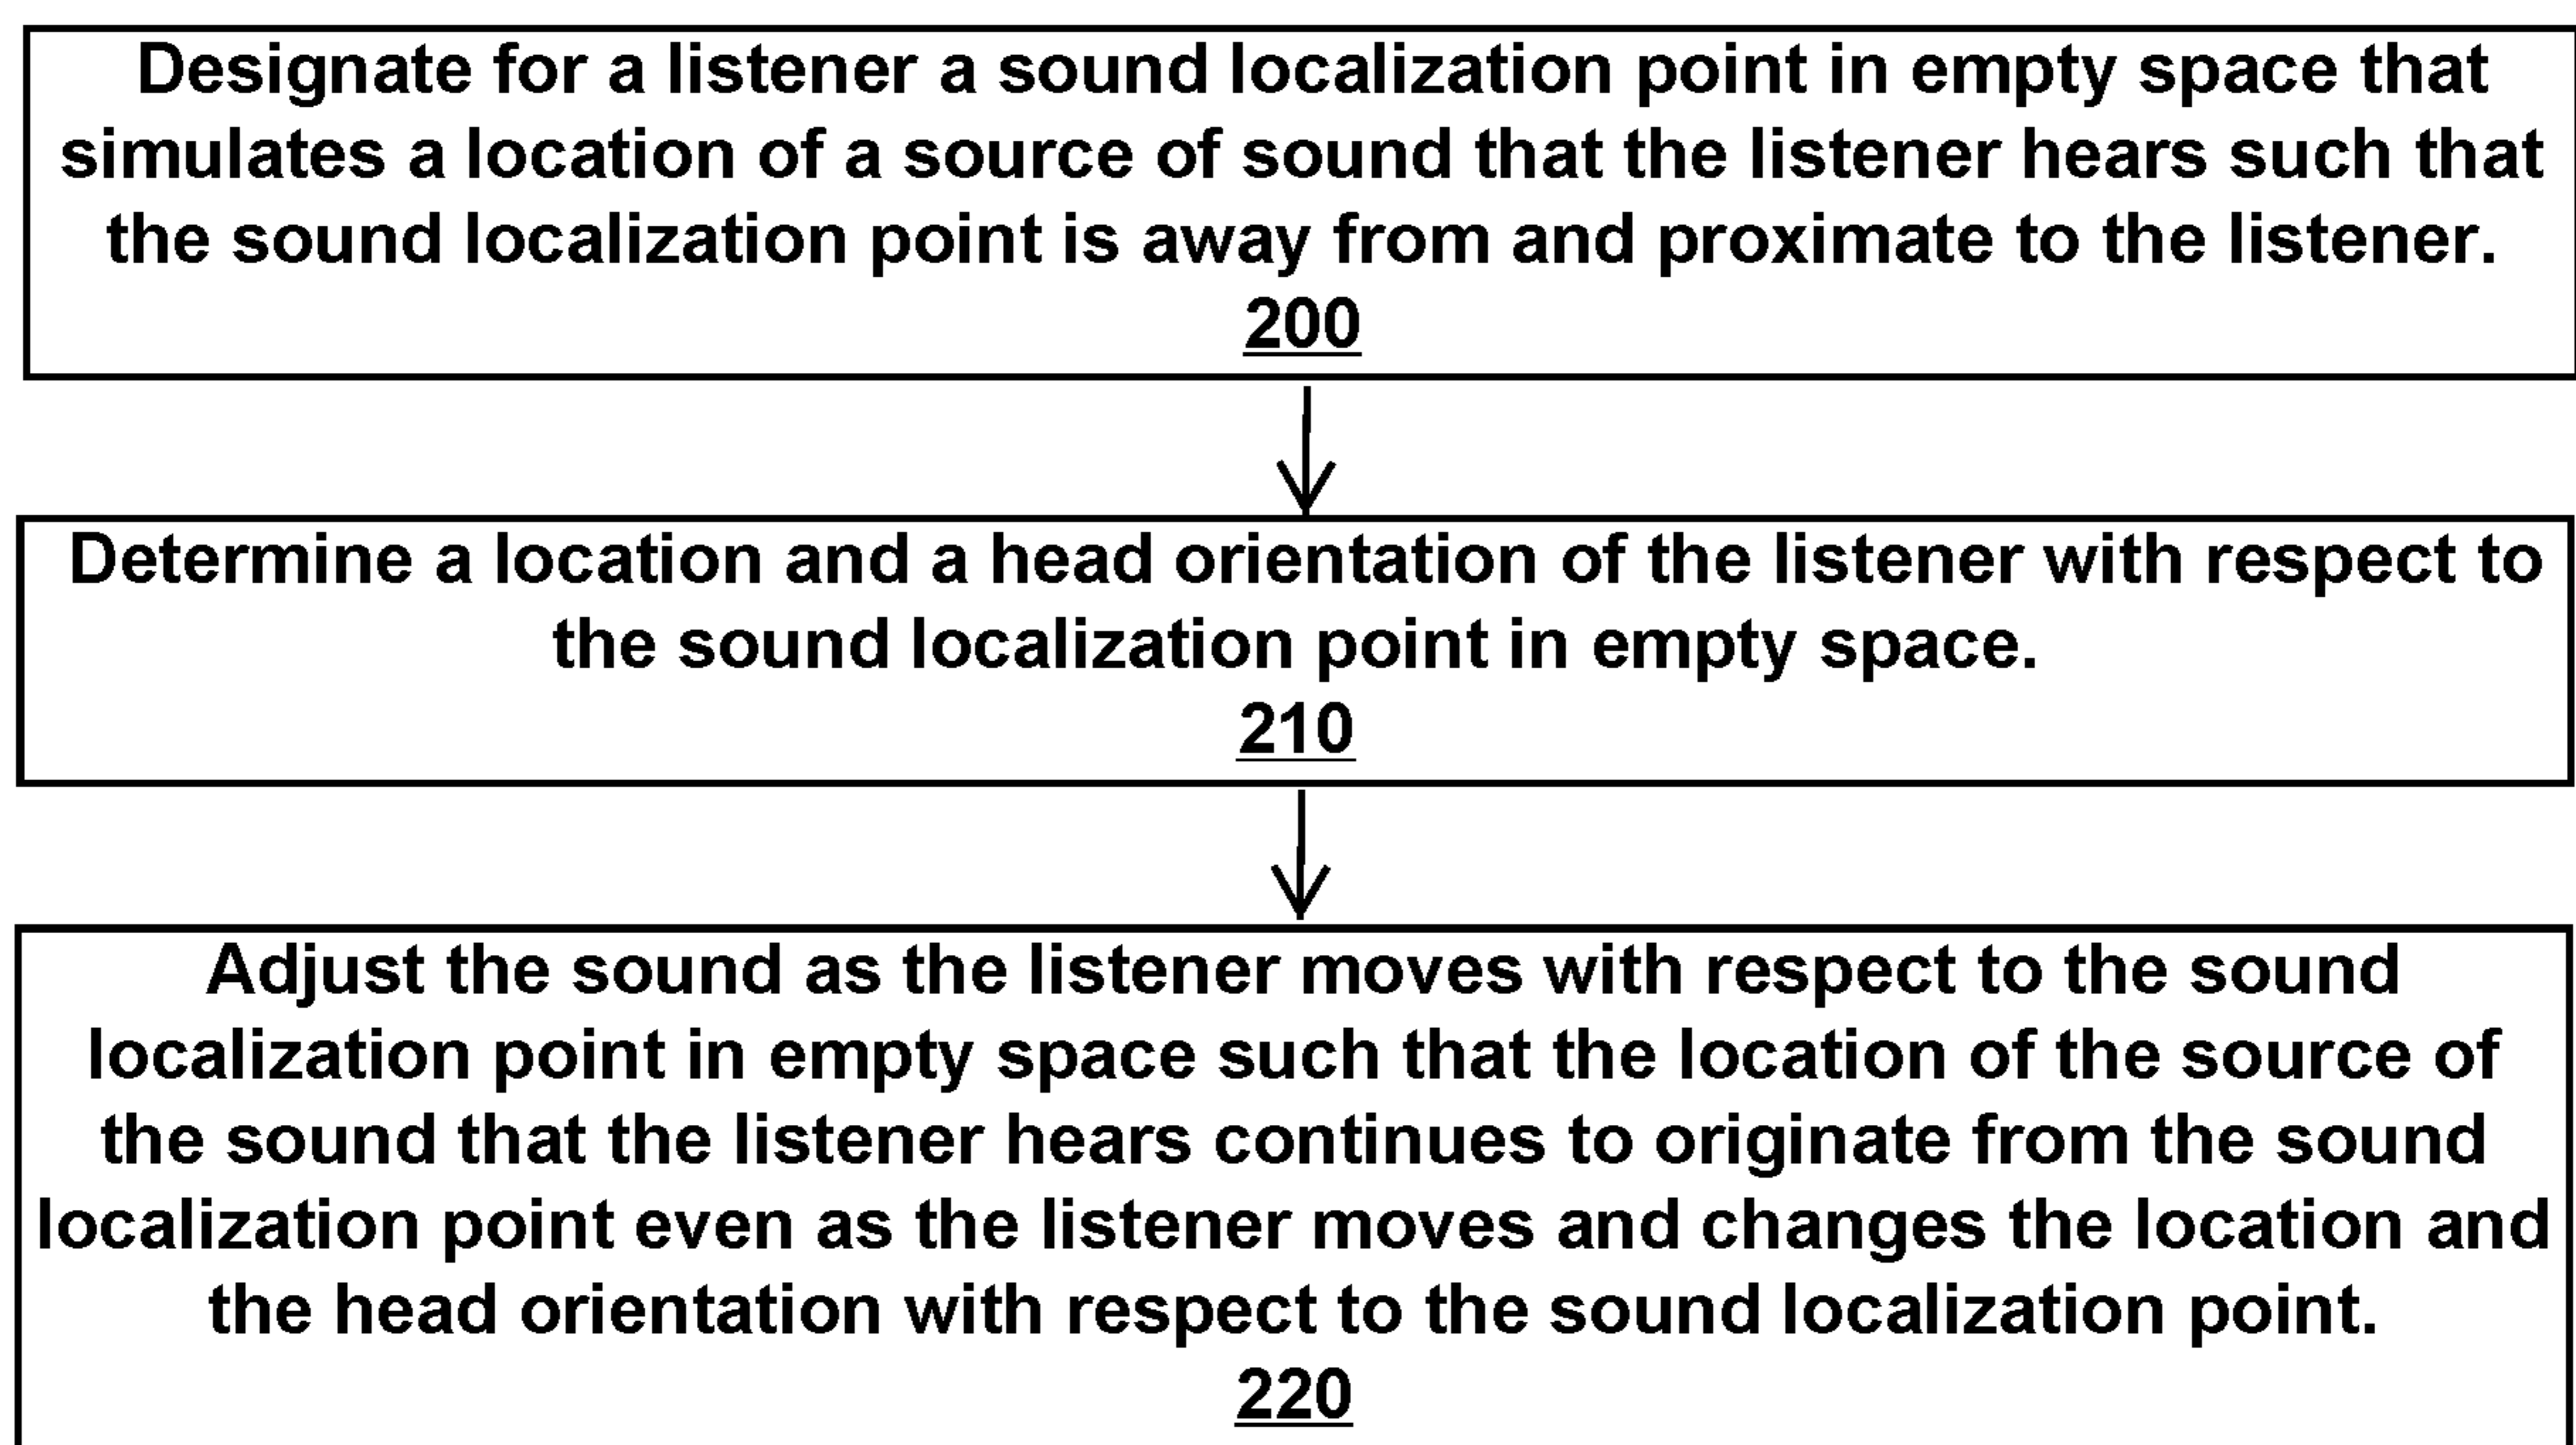 Designate for a listener a sound localization point in empty space that
simulates a location of a source of sound that the listener hears such that
the sound localization point is away from and proximate to the listener.
200
Determine a location and a head orientation of the listener with respect to
the sound localization point in empty space.
210
Adjust the sound as the listener moves with respect to the sound
localization point in empty space such that the location of the source of
the sound that the listener hears continues to originate from the sound
localization point even as the listener moves and changes the location and
the head orientation with respect to the sound localization point.
220